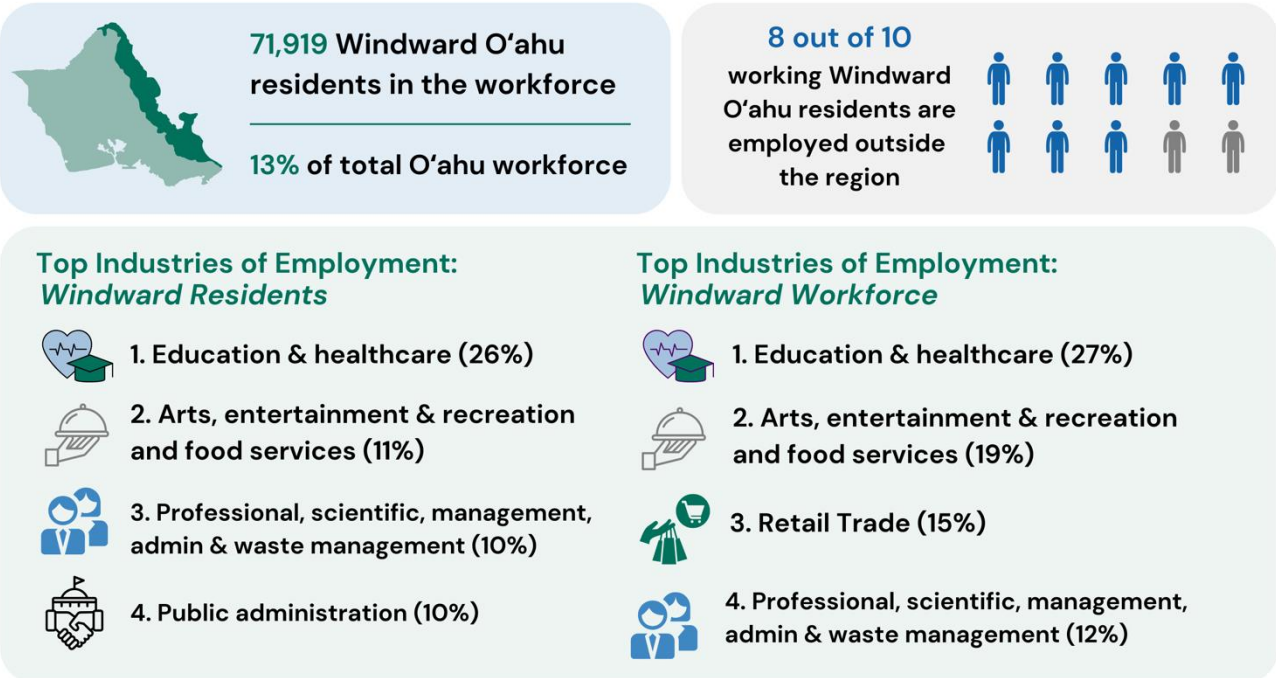 71,919 Windward Oʻahu
residents in the workforce
13% of total Oʻahu workforce
8 out of 10
working Windward
Oʻahu residents are
employed outside
the region
Top Industries of Employment:
Windward Residents
1. Education & healthcare (26%)
2. Arts, entertainment & recreation
and food services (11%)
3. Professional, scientific, management,
admin & waste management (10%)
4. Public administration (10%)
Top Industries of Employment:
Windward Workforce
1. Education & healthcare (27%)
2. Arts, entertainment & recreation
and food services (19%)
3. Retail Trade (15%)
4. Professional, scientific, management,
admin & waste management (12%)